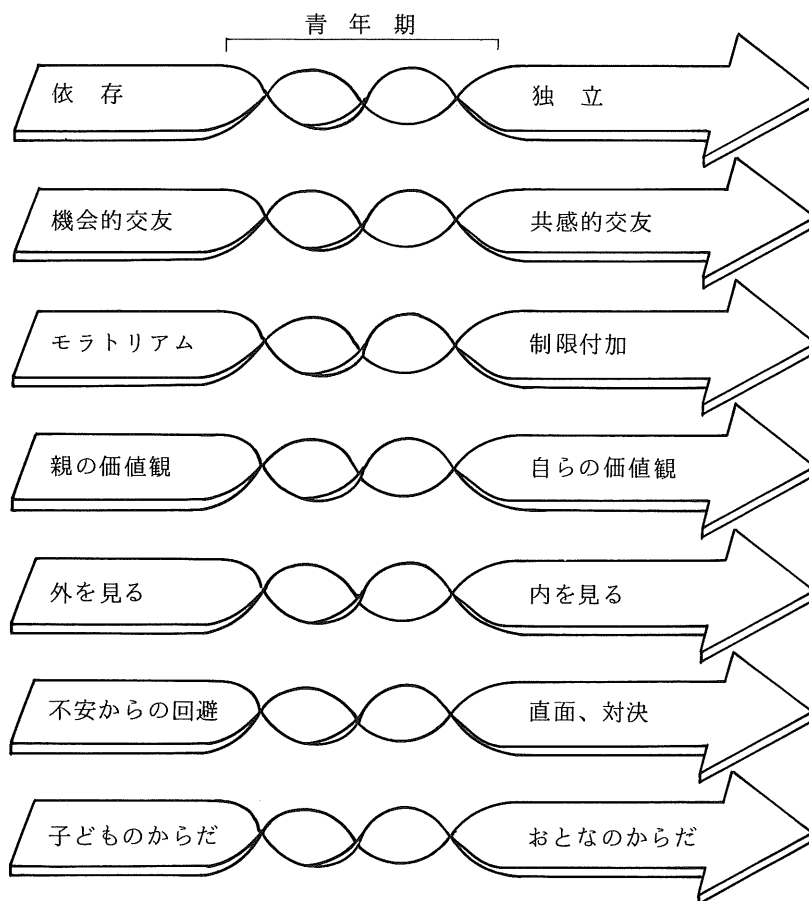 青年期
依存
独立
機会的交友
共感的交友
モラトリアム
制限付加
親の価値観
自らの価値観
外を見る
内を見る
不安からの回避
直面、対決
子どものからだ
おとなのからだ